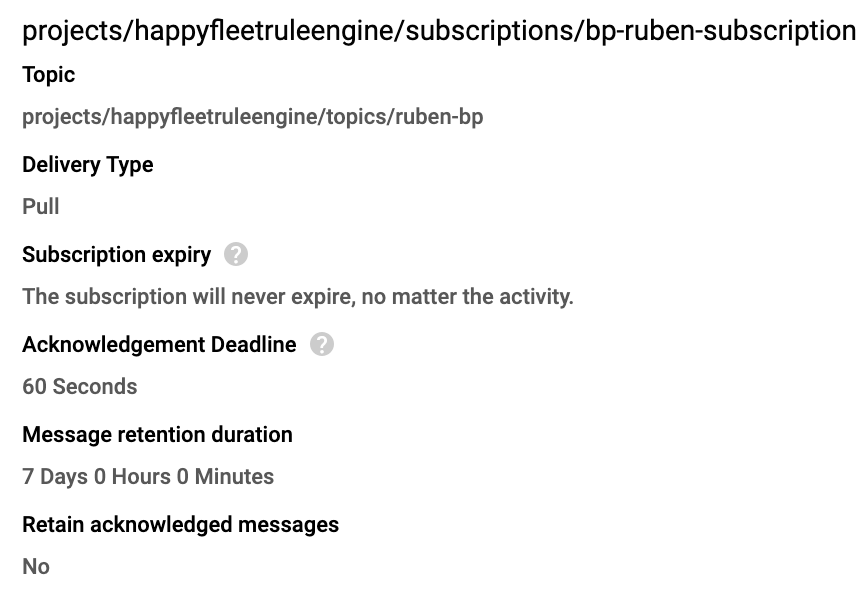 projects/happyfleetruleengine/subscriptions/bp-ruben-subscription
Topic
projects/happyfleetruleengine/topics/ruben-bp
Delivery Type
Pull
Subscription expiry ?
The subscription will never expire, no matter the activity.
Acknowledgement Deadline ?
60 Seconds
Message retention duration
7 Days 0 Hours 0 Minutes
Retain acknowledged messages
No